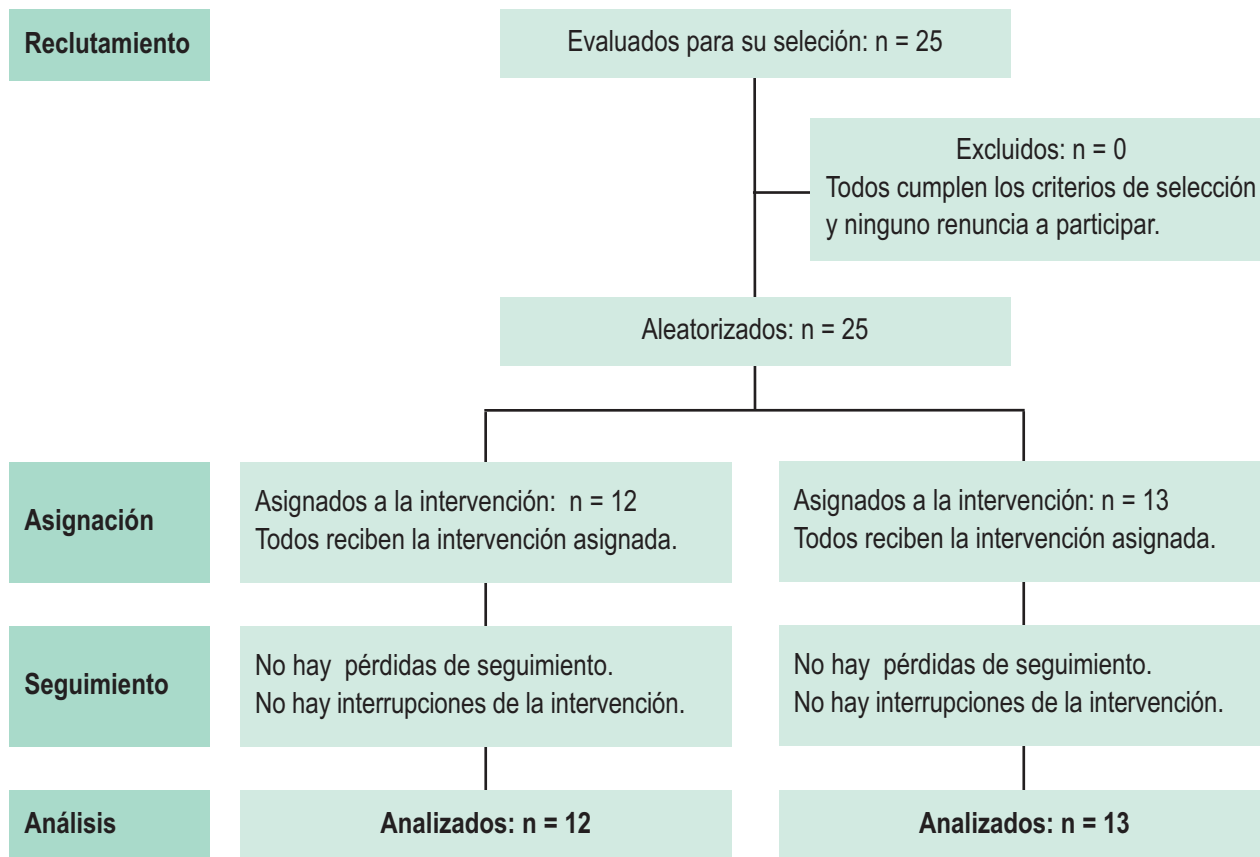 Reclutamiento
Evaluados para su seleción: n = 25
Excluidos: n = 0
Todos cumplen los criterios de selección
y ninguno renuncia a participar.
Aleatorizados: n = 25
Asignación
Asignados a la intervención: n = 12
Todos reciben la intervención asignada.
Asignados a la intervención: n = 13
Todos reciben la intervención asignada.
Seguimiento
No hay pérdidas de seguimiento.
No hay interrupciones de la intervención.
No hay pérdidas de seguimiento.
No hay interrupciones de la intervención.
Análisis
Analizados: n = 12
Analizados: n = 13